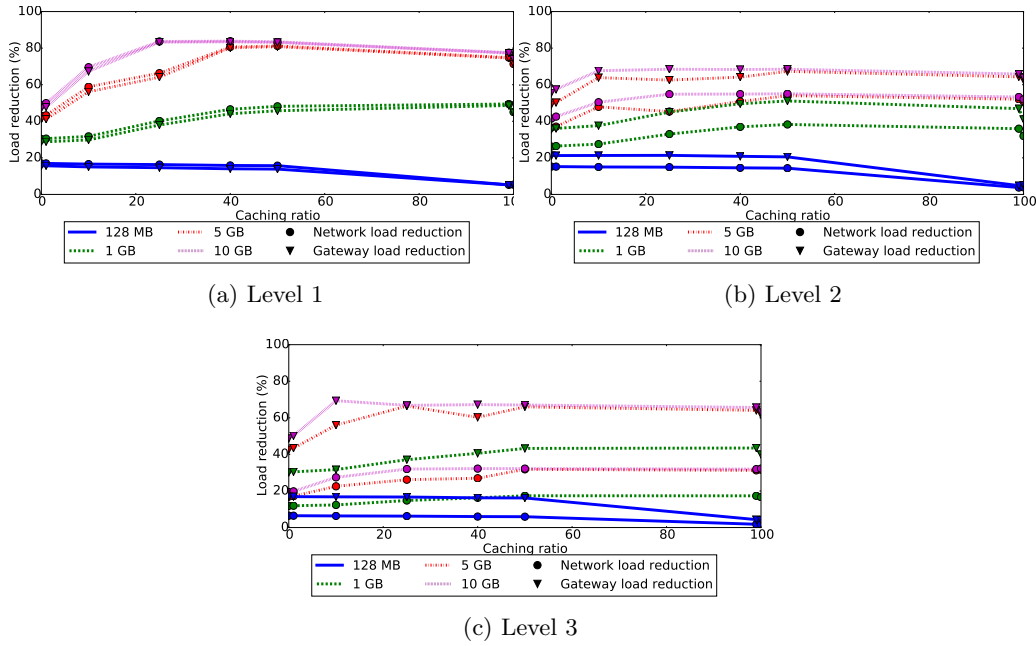 100
80
60
40
20
0
Load reduction (%)
0 20 40 60 80 10
Caching ratio
128 MB 5 GB Network load reduction
1 GB 10 GB Gateway load reduction
(a) Level 1
100
80
60
40
20
0
Load reduction (%)
0 20 40 60 80 100
Caching ratio
128 MB 5 GB Network load reduction
1 GB 10 GB Gateway load reduction
(b) Level 2
100
80
60
40
20
0
Load reduction (%)
0 20 40 60 80 100
Caching ratio
128 MB 5 GB Network load reduction
1 GB 10 GB Gateway load reduction
(c) Level 3